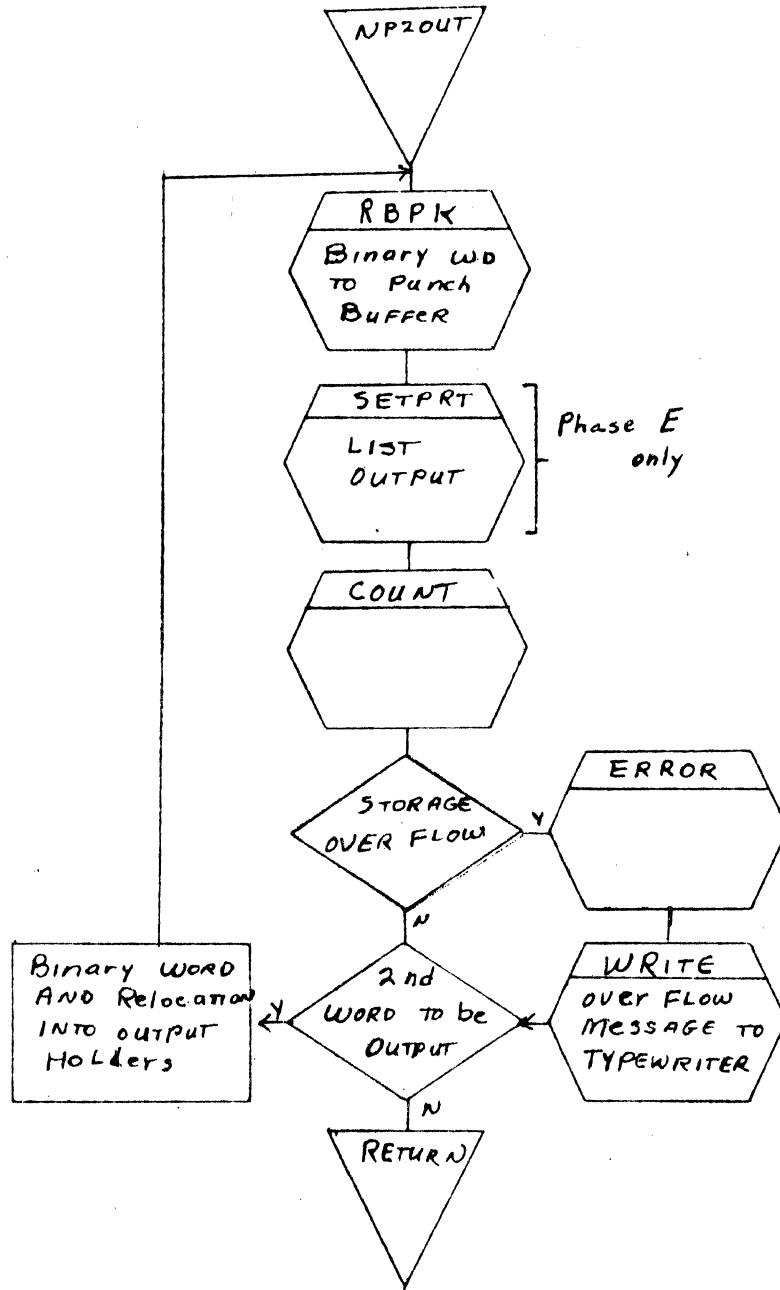 NP2OUT
RBPK
Binary WD
TO Punch
BUFFER
SETPRT
LIST
OUTPUT
Phase E
only
COUNT
STORAGE
OVER FLOW
Y
N
ERROR
WRITE
OVER FLOW
MESSAGE TO
TYPEWRITER
2nd
WORD TO be
OUTPUT
Y
N
Binary WORD
AND Relocation
INTO OUTPUT
HOLders
RETURN